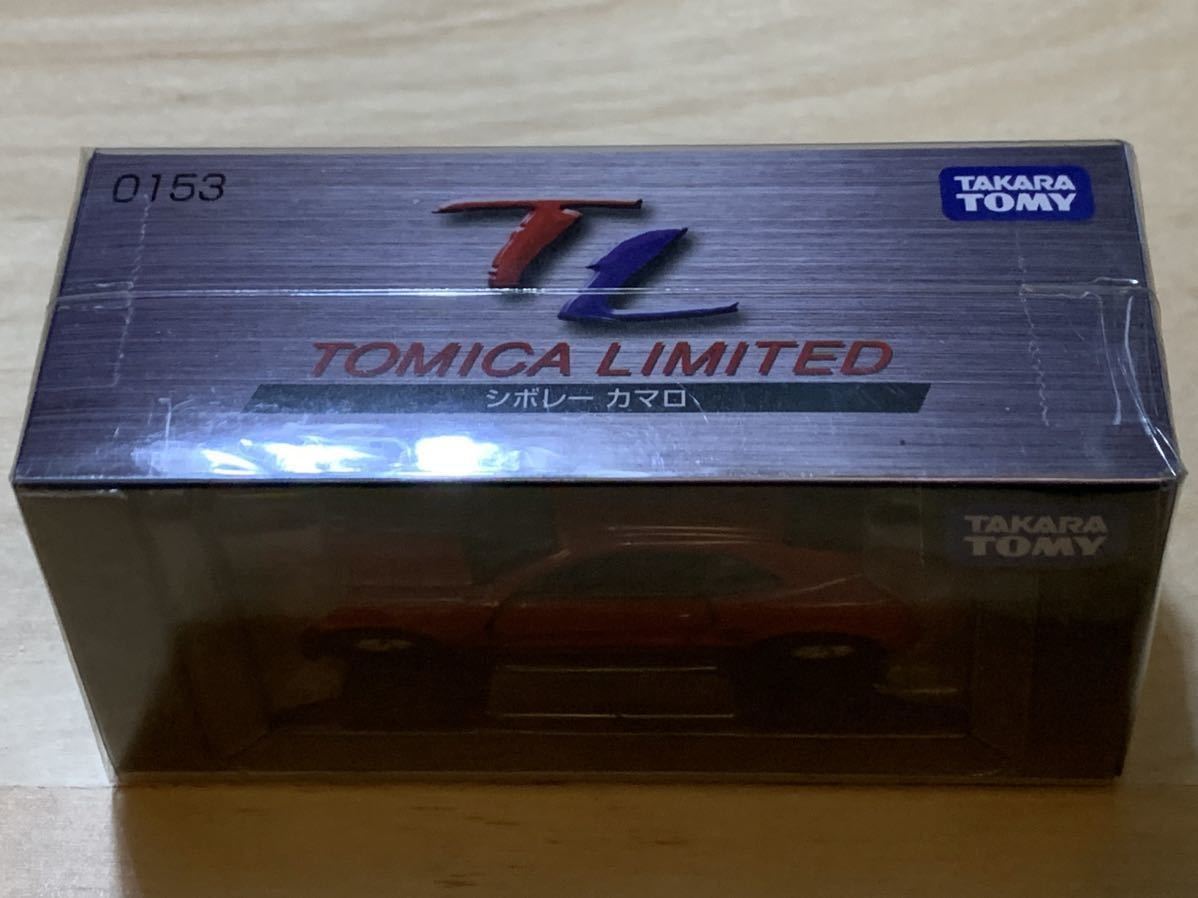 0153
TAKARA
TOMY
TL
TOMICA LIMITED
シボレー カマロ
TAKARA
TOMY